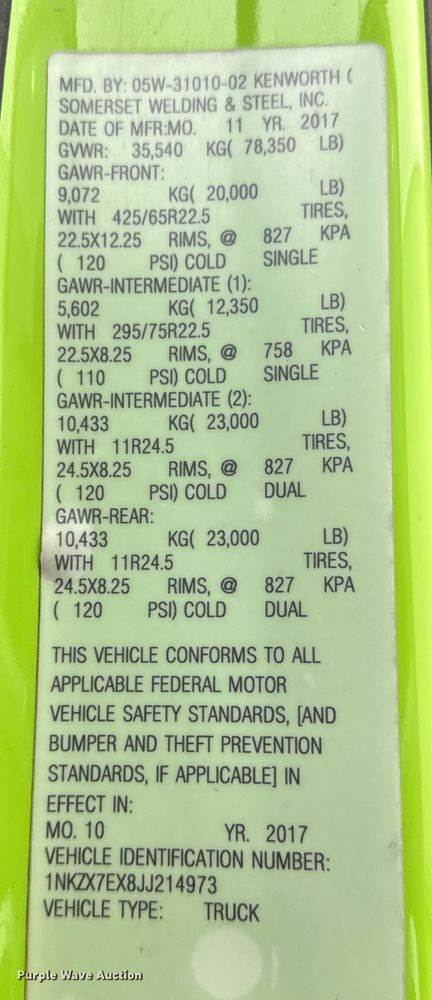 MFD. BY: 05W-31010-02 KENWORTH (
SOMERSET WELDING & STEEL, INC.
DATE OF MFR:MO. 11 YR. 2017
GVWR: 35,540 KG( 78,350 LB)
GAWR-FRONT:
9,072 KG( 20,000 LB)
WITH 425/65R22.5 TIRES,
22.5X12.25 RIMS, @ 827 KPA
( 120 PSI) COLD SINGLE
GAWR-INTERMEDIATE (1):
5,602 KG( 12,350 LB)
WITH 295/75R22.5 TIRES,
22.5X8.25 RIMS, @ 758 KPA
( 110 PSI) COLD SINGLE
GAWR-INTERMEDIATE (2):
10,433 KG( 23,000 LB)
WITH 11R24.5 TIRES,
24.5X8.25 RIMS, @ 827 KPA
( 120 PSI) COLD DUAL
GAWR-REAR:
10,433 KG( 23,000 LB)
WITH 11R24.5 TIRES,
24.5X8.25 RIMS, @ 827 KPA
( 120 PSI) COLD DUAL
THIS VEHICLE CONFORMS TO ALL
APPLICABLE FEDERAL MOTOR
VEHICLE SAFETY STANDARDS, [AND
BUMPER AND THEFT PREVENTION
STANDARDS, IF APPLICABLE] IN
EFFECT IN:
MO. 10 YR. 2017
VEHICLE IDENTIFICATION NUMBER:
1NKZX7EX8JJ214973
VEHICLE TYPE: TRUCK
Purple Wave Auction